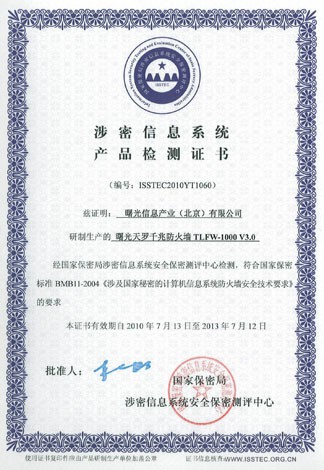 涉密信息系统
产品检测证书
（编号：ISSTEC2010YT1060）
兹证明： 曙光信息产业（北京）有限公司
研制生产的 曙光天罗千兆防火墙 TLFW-1000 V3.0
经国家保密局涉密信息系统安全保密测评中心检测，符合国家保密
标准 BMB11-2004《涉及国家秘密的计算机信息系统防火墙安全技术要求》
的要求
本证书有效期自 2010 年 7 月 13 日至 2013 年 7 月 12 日
批准人：
国家保密局
涉密信息系统安全保密测评中心
使用证书复印件须由产品研制生产单位加盖公章 证书信息核查WWW.ISSTEC.ORG.CN